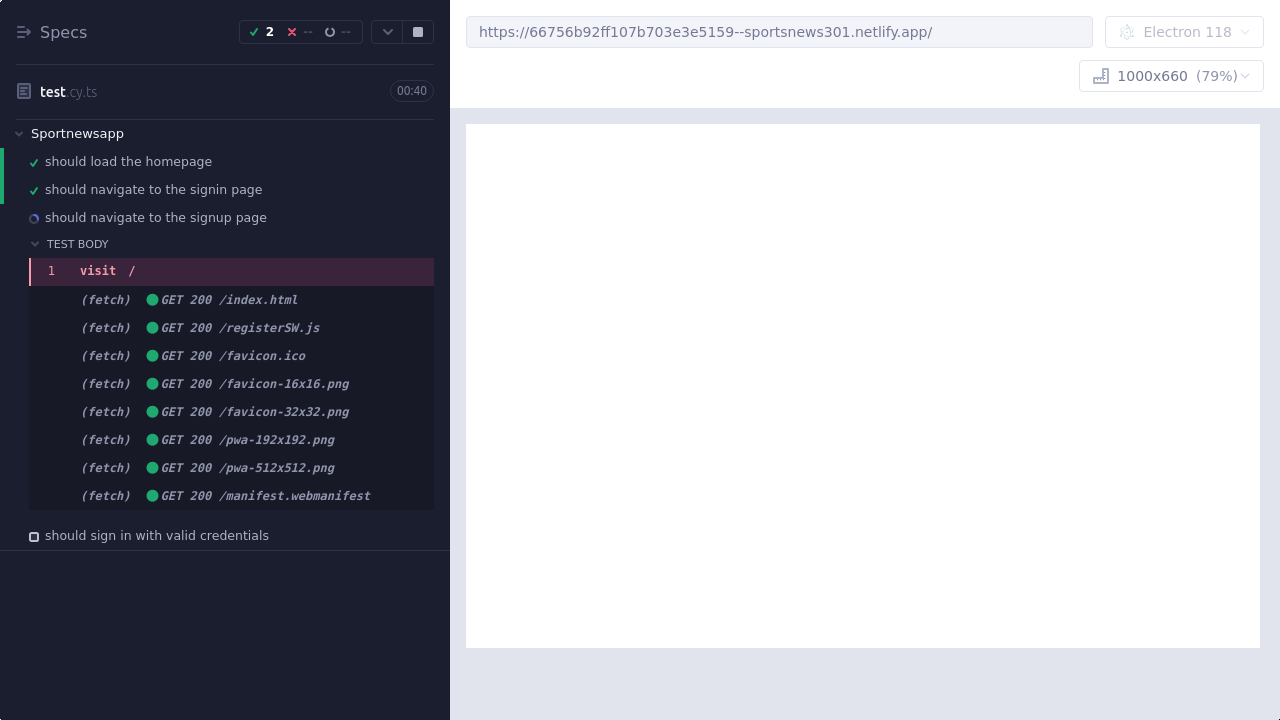 Specs
2 -- --
test.cy.ts
00:40
Sportnewsapp
should load the homepage
should navigate to the signin page
should navigate to the signup page
TEST BODY
1 visit /
(fetch) GET 200 /index.html
(fetch) GET 200 /registerSW.js
(fetch) GET 200 /favicon.ico
(fetch) GET 200 /favicon-16x16.png
(fetch) GET 200 /favicon-32x32.png
(fetch) GET 200 /pwa-192x192.png
(fetch) GET 200 /pwa-512x512.png
(fetch) GET 200 /manifest.webmanifest
should sign in with valid credentials
https://66756b92ff107b703e3e5159--sportsnews301.netlify.app/
Electron 118
1000x660 (79%)